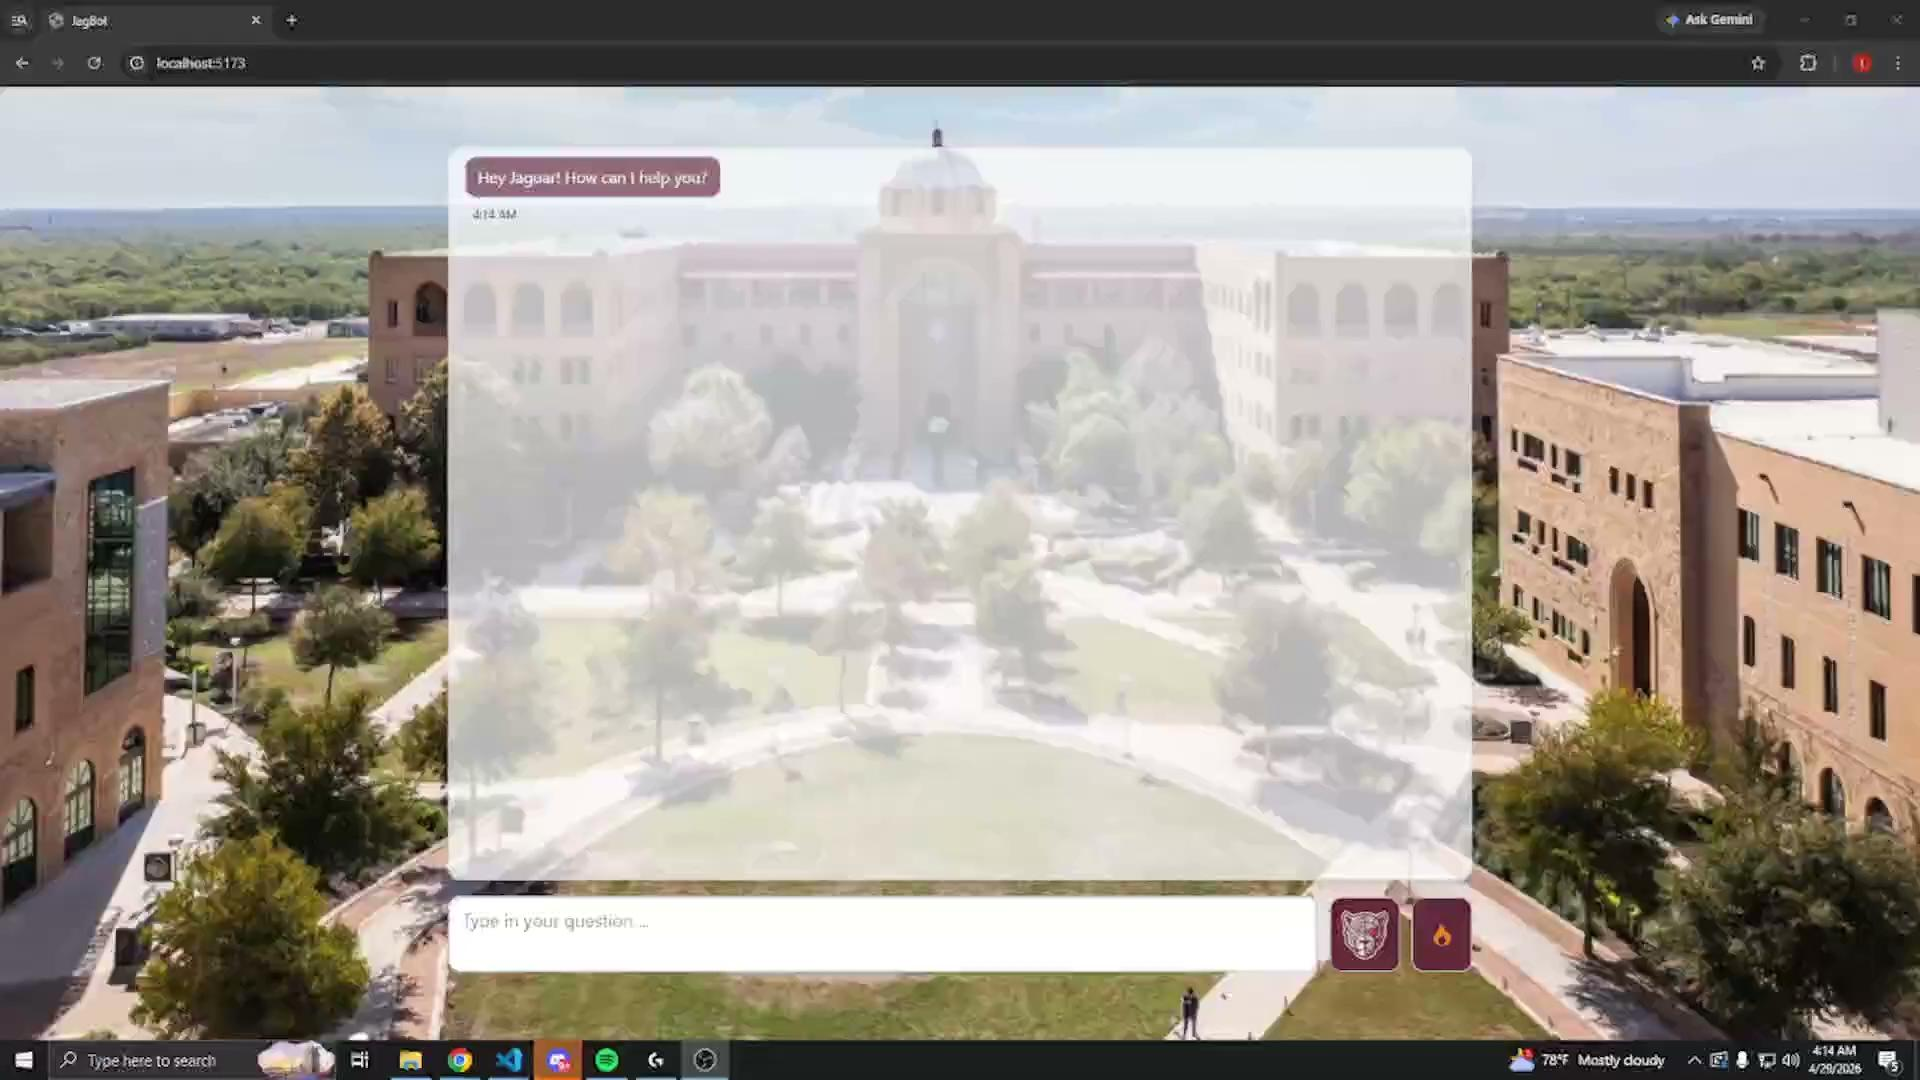 JagBot
Ask Gemini
localhost:5173
Hey Jaguar! How can I help you?
4:14 AM
Type in your question ...
Type here to search
78°F Mostly cloudy
4:14 AM
4/29/2026
5